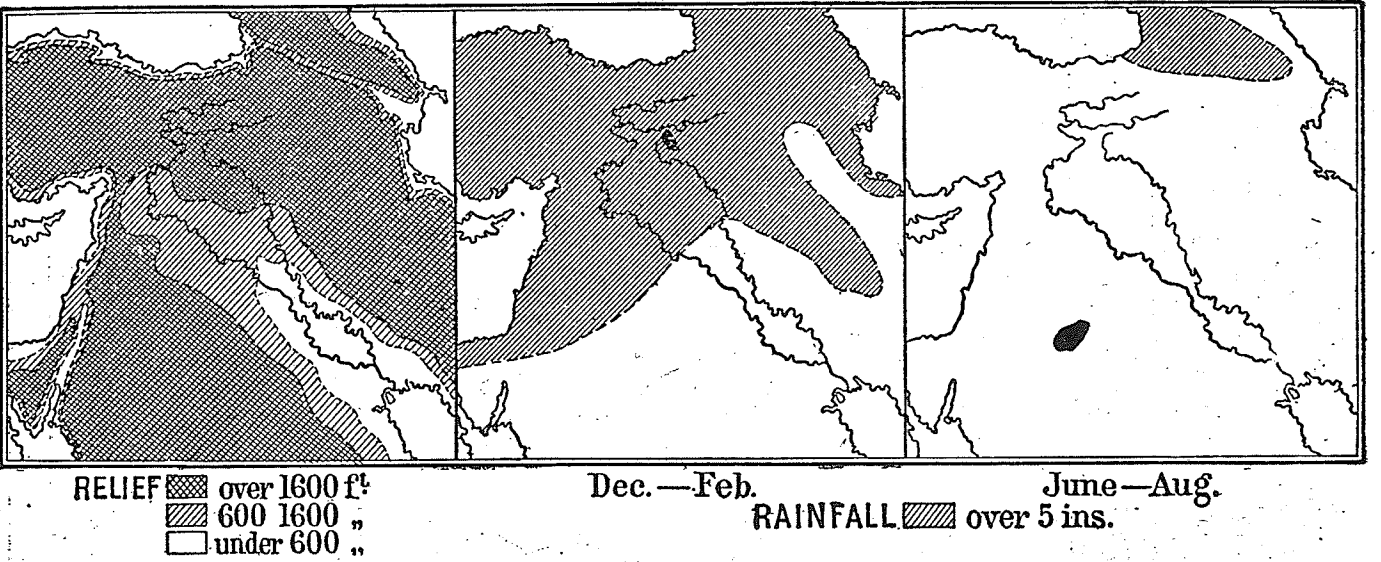 RELIEF over 1600 ft.
600 1600 „
under 600 „
Dec.—Feb.
June—Aug.
RAINFALL over 5 ins.